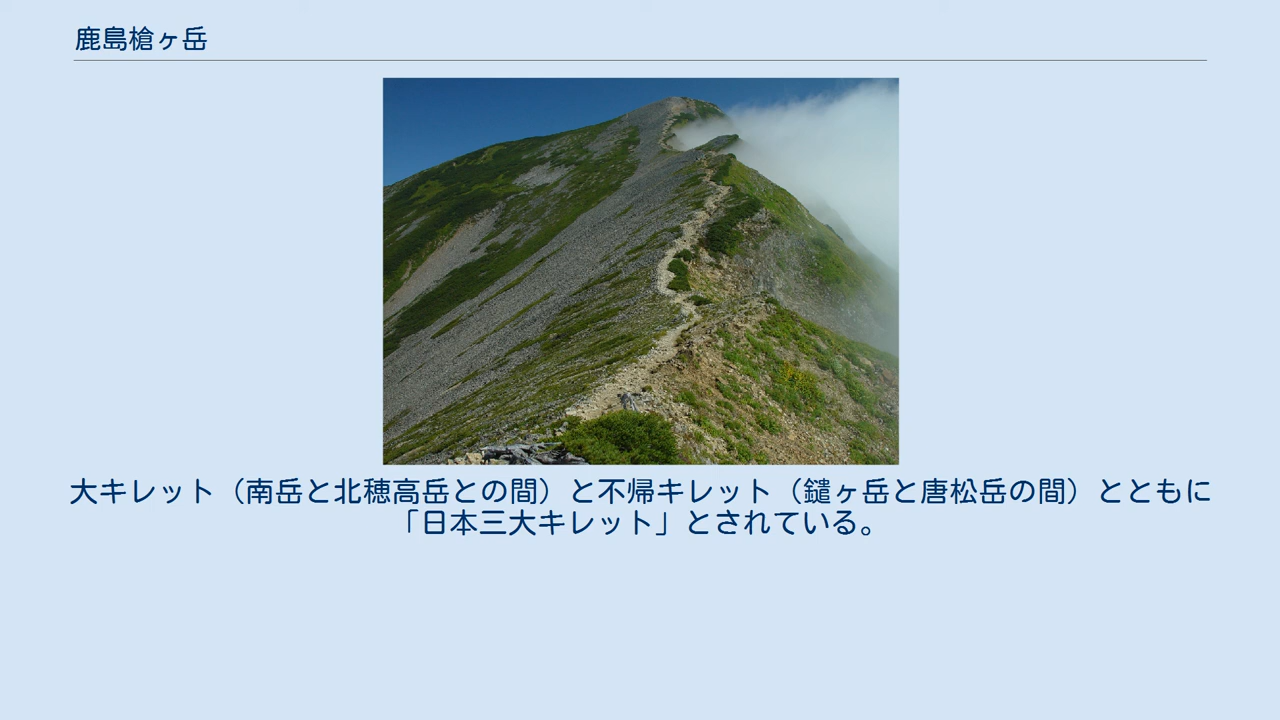 鹿島槍ヶ岳
大キレット（南岳と北穂高岳との間）と不帰キレット（鑓ヶ岳と唐松岳の間）とともに
「日本三大キレット」とされている。